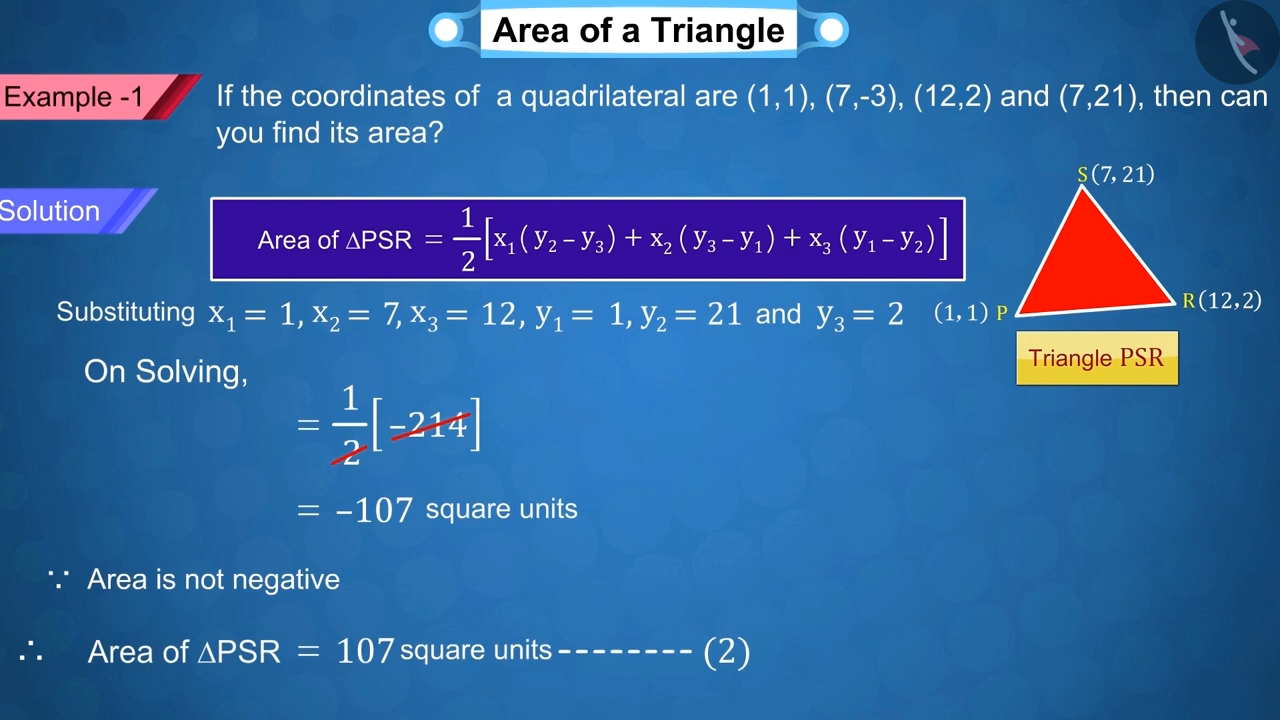 Area of a Triangle
Example -1
If the coordinates of a quadrilateral are (1,1), (7,-3), (12,2) and (7,21), then can
you find its area?
S (7, 21)
Solution
Area of ΔPSR = 1/2 [x₁ (y₂ – y₃) + x₂ (y₃ – y₁) + x₃ (y₁ – y₂)]
Substituting x₁ = 1, x₂ = 7, x₃ = 12, y₁ = 1, y₂ = 21 and y₃ = 2
(1, 1) P
R (12, 2)
Triangle PSR
On Solving,
= 1/2 [–214]
= –107 square units
∵ Area is not negative
∴ Area of ΔPSR = 107 square units -------- (2)